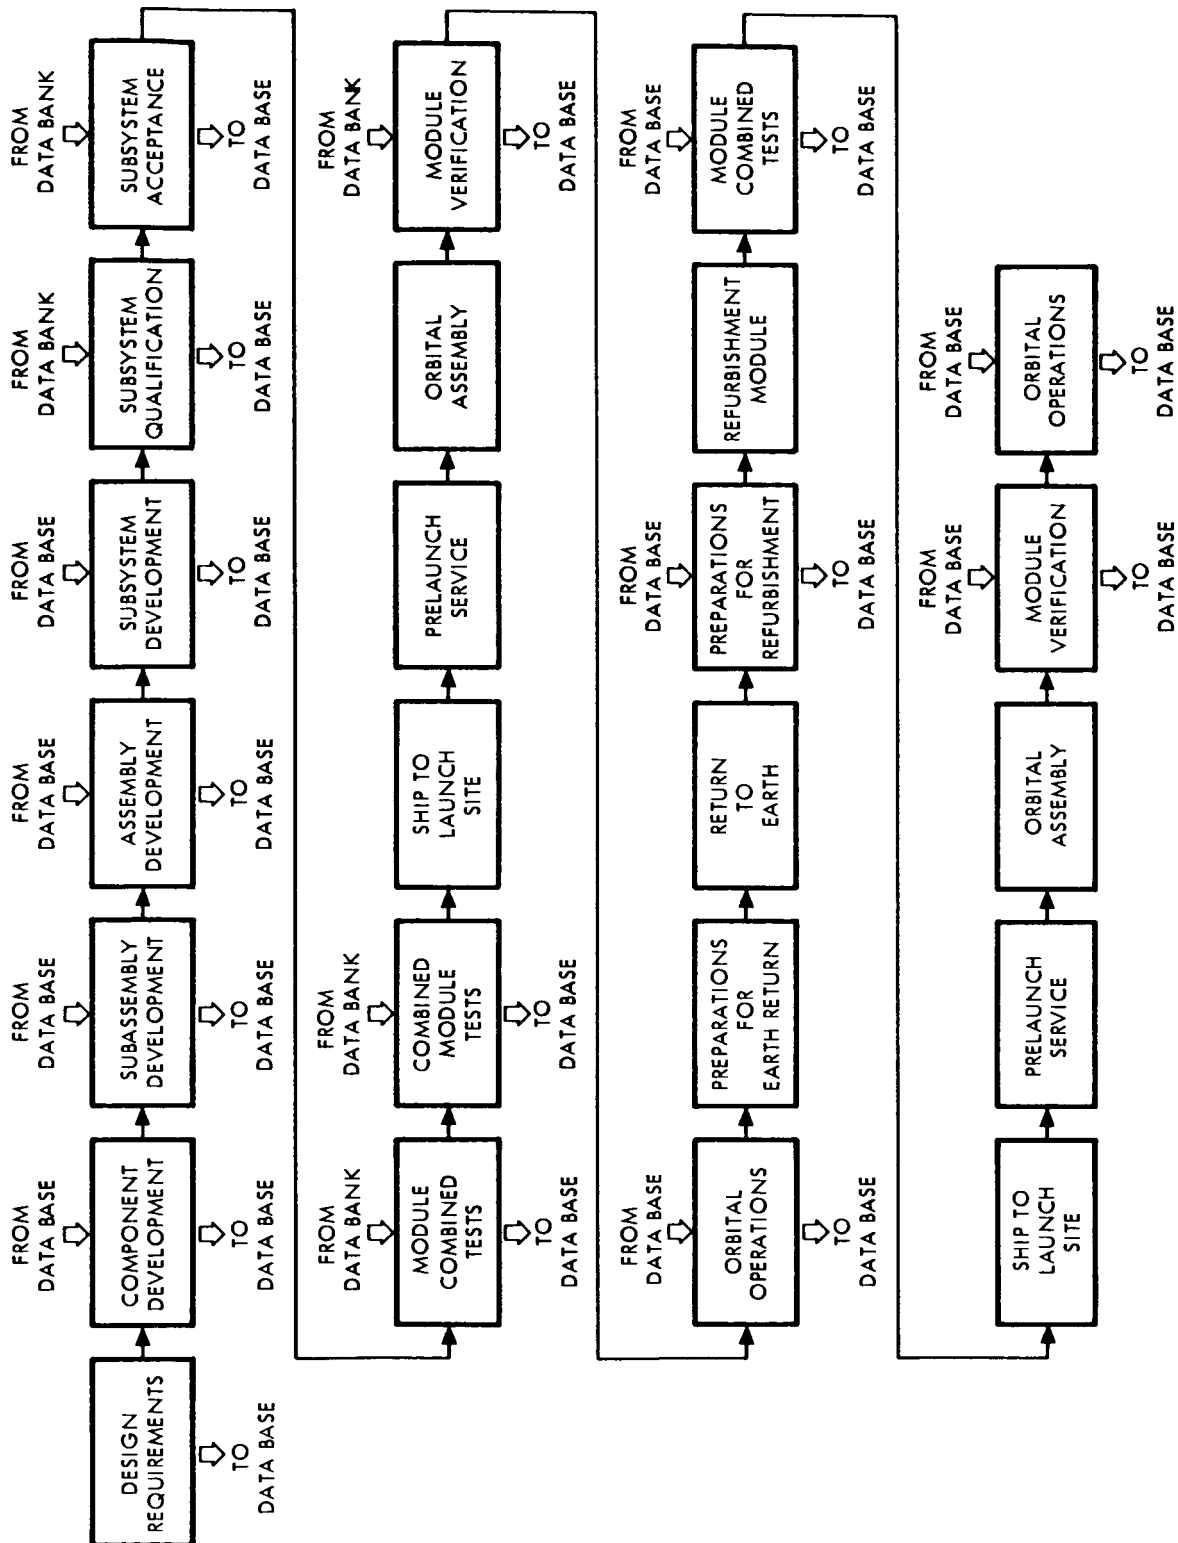 FROM
DATA BASE
FROM
DATA BASE
FROM
DATA BASE
FROM
DATA BASE
FROM
DATA BANK
FROM
DATA BANK
DESIGN
REQUIREMENTS
COMPONENT
DEVELOPMENT
SUBASSEMBLY
DEVELOPMENT
ASSEMBLY
DEVELOPMENT
SUBSYSTEM
DEVELOPMENT
SUBSYSTEM
QUALIFICATION
SUBSYSTEM
ACCEPTANCE
TO
DATA BASE
TO
DATA BASE
TO
DATA BASE
TO
DATA BASE
TO
DATA BASE
TO
DATA BASE
TO
DATA BASE
FROM
DATA BANK
FROM
DATA BANK
FROM
DATA BANK
MODULE
COMBINED
TESTS
COMBINED
MODULE
TESTS
SHIP TO
LAUNCH
SITE
PRELAUNCH
SERVICE
ORBITAL
ASSEMBLY
MODULE
VERIFICATION
TO
DATA BASE
TO
DATA BASE
TO
DATA BASE
FROM
DATA BASE
FROM
DATA BASE
FROM
DATA BASE
ORBITAL
OPERATIONS
PREPARATIONS
FOR
EARTH RETURN
RETURN
TO
EARTH
PREPARATIONS
FOR
REFURBISHMENT
REFURBISHMENT
MODULE
MODULE
COMBINED
TESTS
TO
DATA BASE
TO
DATA BASE
TO
DATA BASE
FROM
DATA BASE
FROM
DATA BASE
SHIP TO
LAUNCH
SITE
PRELAUNCH
SERVICE
ORBITAL
ASSEMBLY
MODULE
VERIFICATION
ORBITAL
OPERATIONS
TO
DATA BASE
TO
DATA BASE